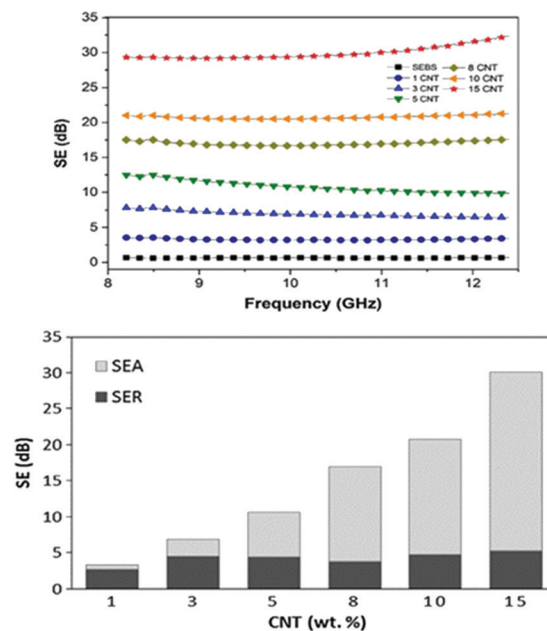 35
30
25
20
15
10
5
0
SE (dB)
SEBS
1 CNT
3 CNT
5 CNT
8 CNT
10 CNT
15 CNT
8 9 10 11 12
Frequency (GHz)
35
30
25
20
15
10
5
0
SE (dB)
SEA
SER
1 3 5 8 10 15
CNT (wt. %)